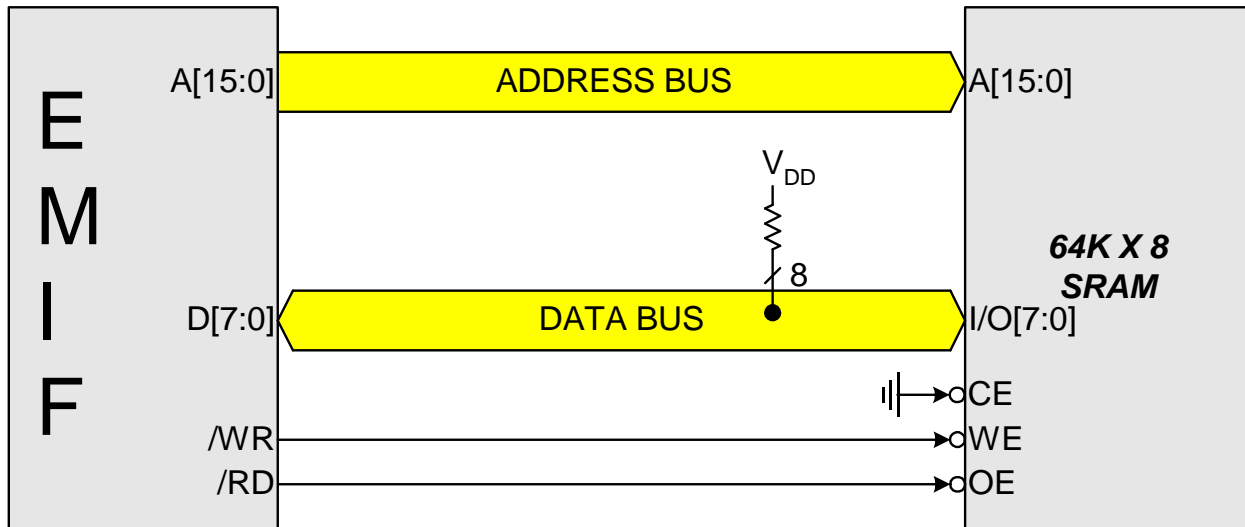 EMIF
A[15:0]
ADDRESS BUS
A[15:0]
VDD
8
64K X 8
SRAM
D[7:0]
DATA BUS
I/O[7:0]
CE
/WR
WE
/RD
OE